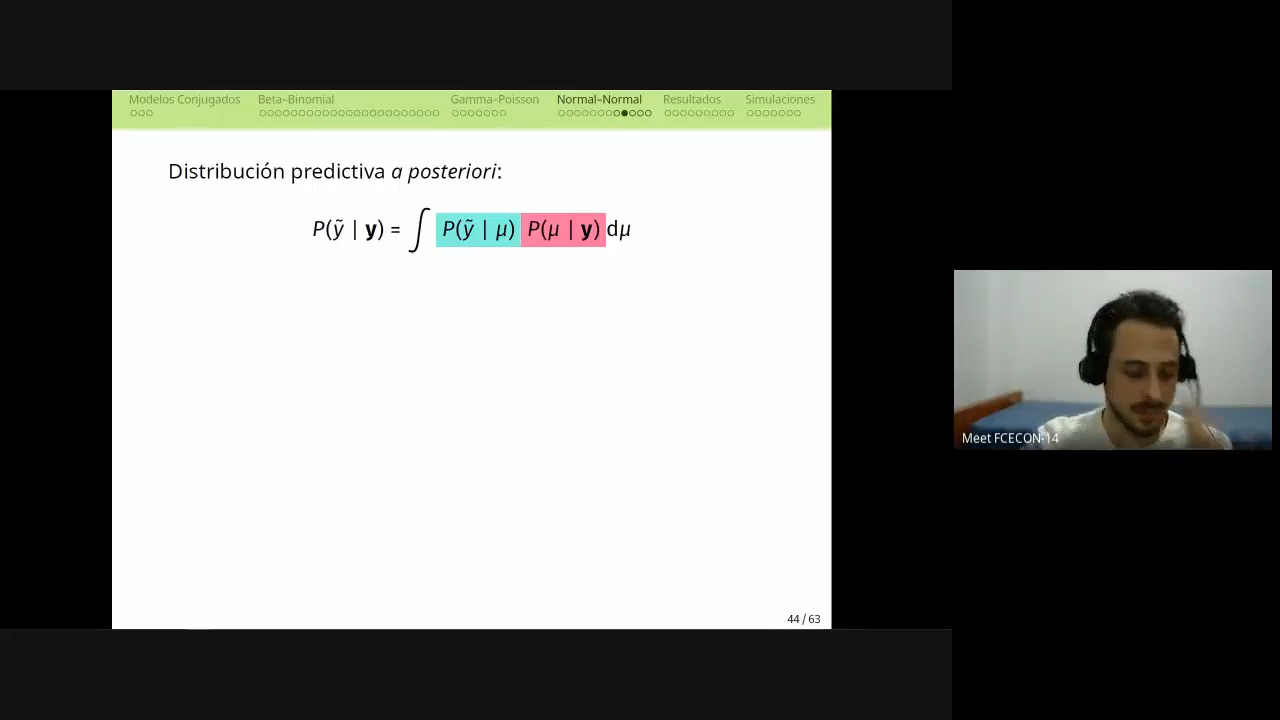 Modelos Conjugados Beta–Binomial Gamma-Poisson Normal–Normal Resultados Simulaciones
Distribución predictiva a posteriori:
P(ỹ | y) = ∫ P(ỹ | μ) P(μ | y) dμ
Meet FCECON-14
44 / 63